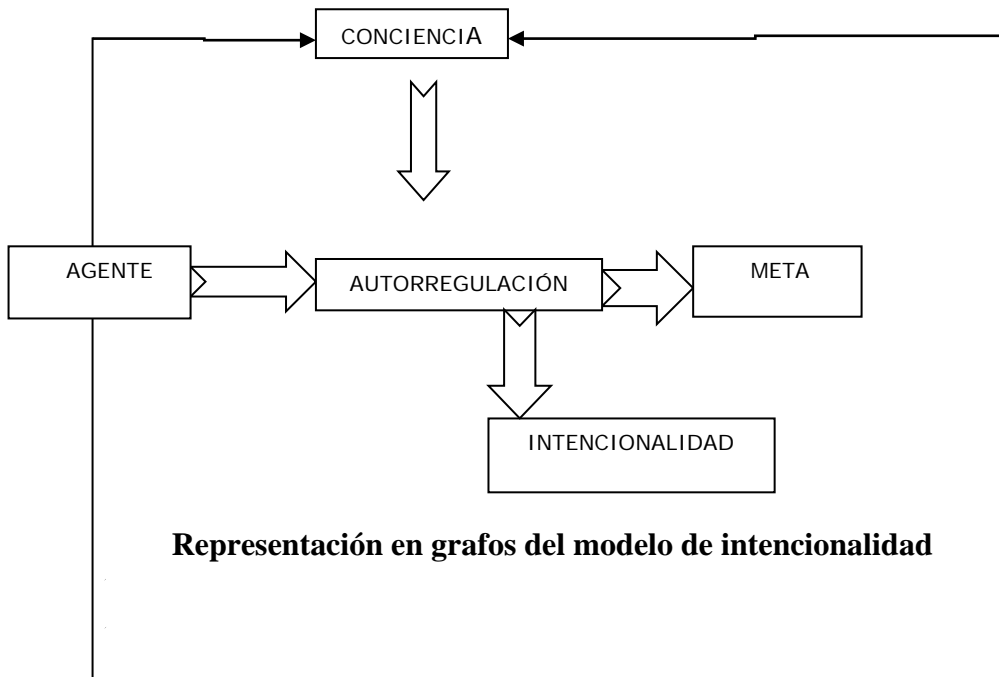 CONCIENCIA
AGENTE
AUTORREGULACIÓN
META
INTENCIONALIDAD
Representación en grafos del modelo de intencionalidad